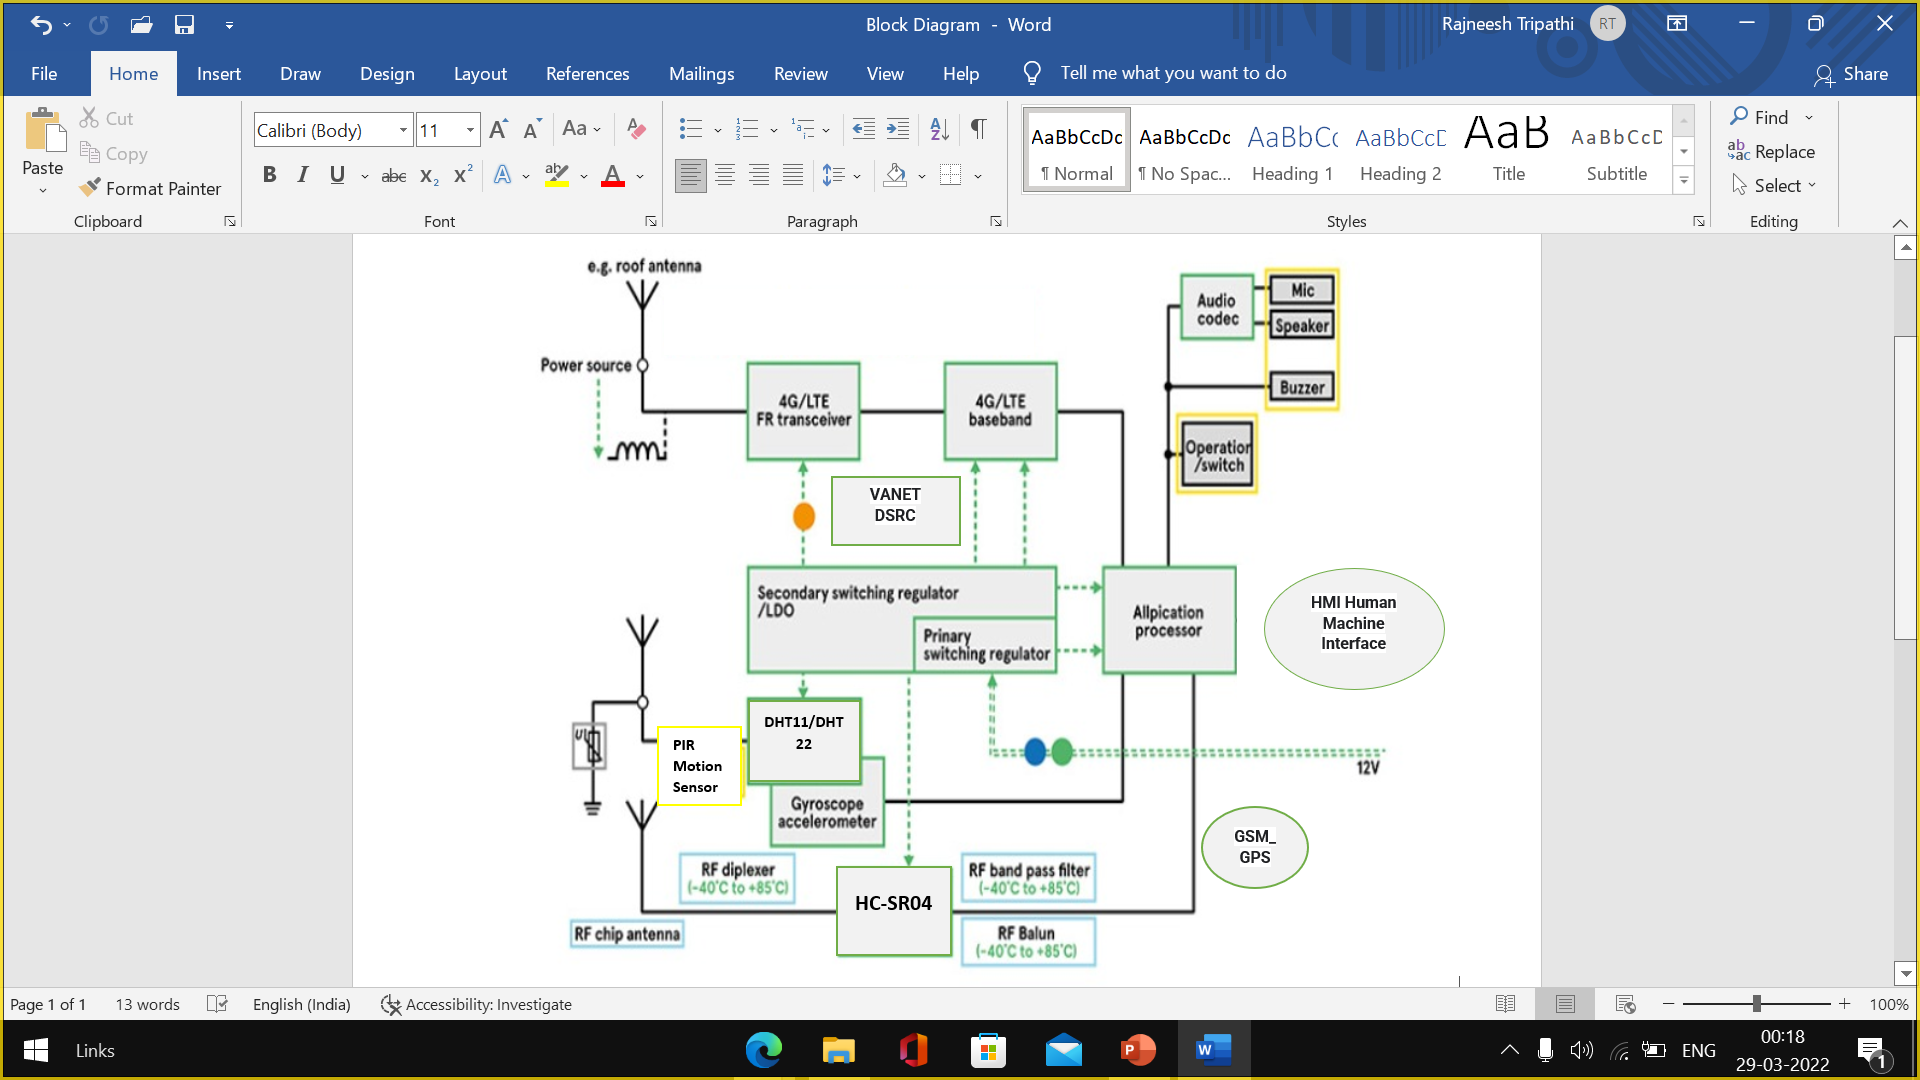 Block Diagram - Word
Rajneesh Tripathi
RT
File
Home
Insert
Draw
Design
Layout
References
Mailings
Review
View
Help
Tell me what you want to do
Share
Paste
Cut
Copy
Format Painter
Clipboard
Calibri (Body)
11
Aa
B I U abc X₂ X²
A
ab
A
Font
Paragraph
AaBbCcDc
¶ Normal
AaBbCcDc
¶ No Spac...
AaBbCc
Heading 1
AaBbCcD
Heading 2
AaB
Title
AaBbCcD
Subtitle
Styles
Find
Replace
Select
Editing
e.g. roof antenna
Power source
4G/LTE
FR transceiver
4G/LTE
baseband
Audio
codec
Mic
Speaker
Buzzer
Operation
/switch
VANET
DSRC
Secondary switching regulator
/LDO
Prinary
switching regulator
Allpication
processor
HMI Human
Machine
Interface
U
PIR
Motion
Sensor
DHT11/DHT
22
Gyroscope
accelerometer
12V
GSM_
GPS
RF diplexer
(-40°C to +85°C)
HC-SR04
RF band pass filter
(-40°C to +85°C)
RF chip antenna
RF Balun
(-40°C to +85°C)
Page 1 of 1
13 words
English (India)
Accessibility: Investigate
100%
Links
ENG
00:18
29-03-2022
1